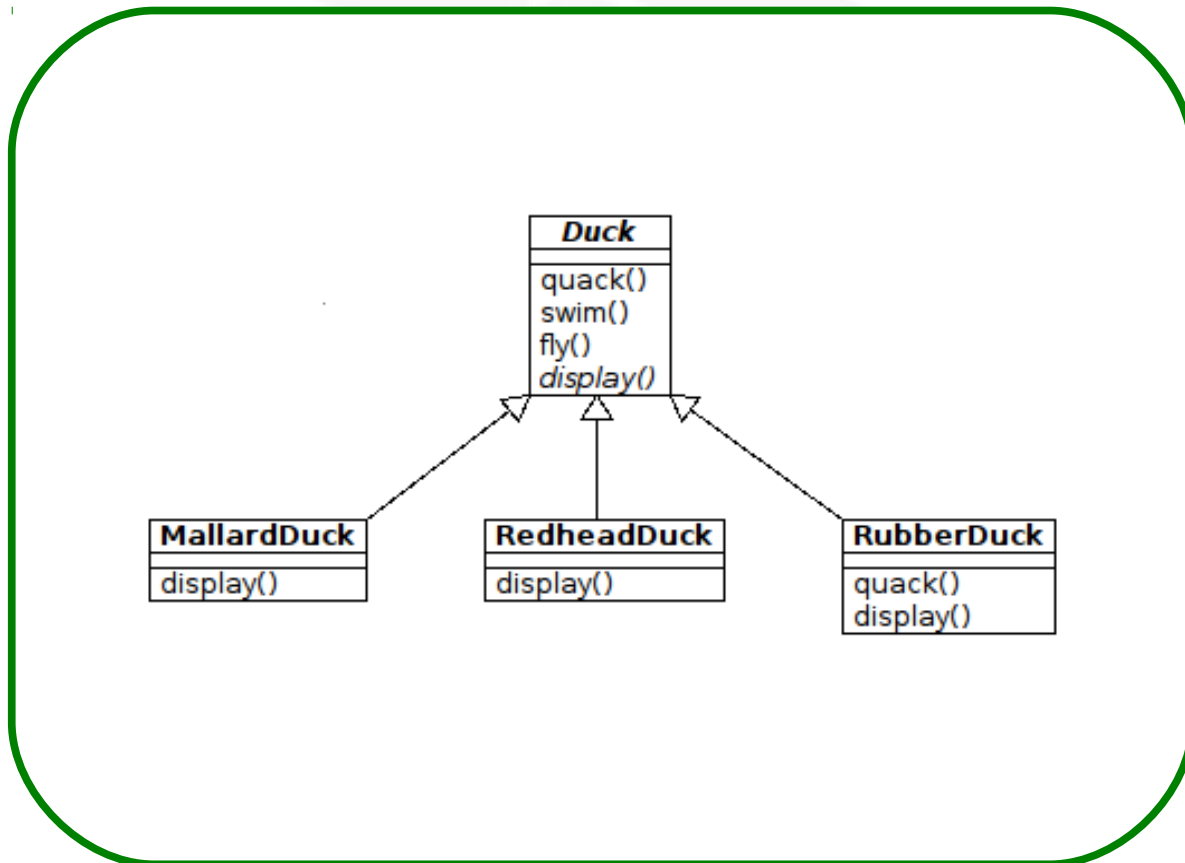 Duck
quack()
swim()
fly()
display()
MallardDuck
display()
RedheadDuck
display()
RubberDuck
quack()
display()